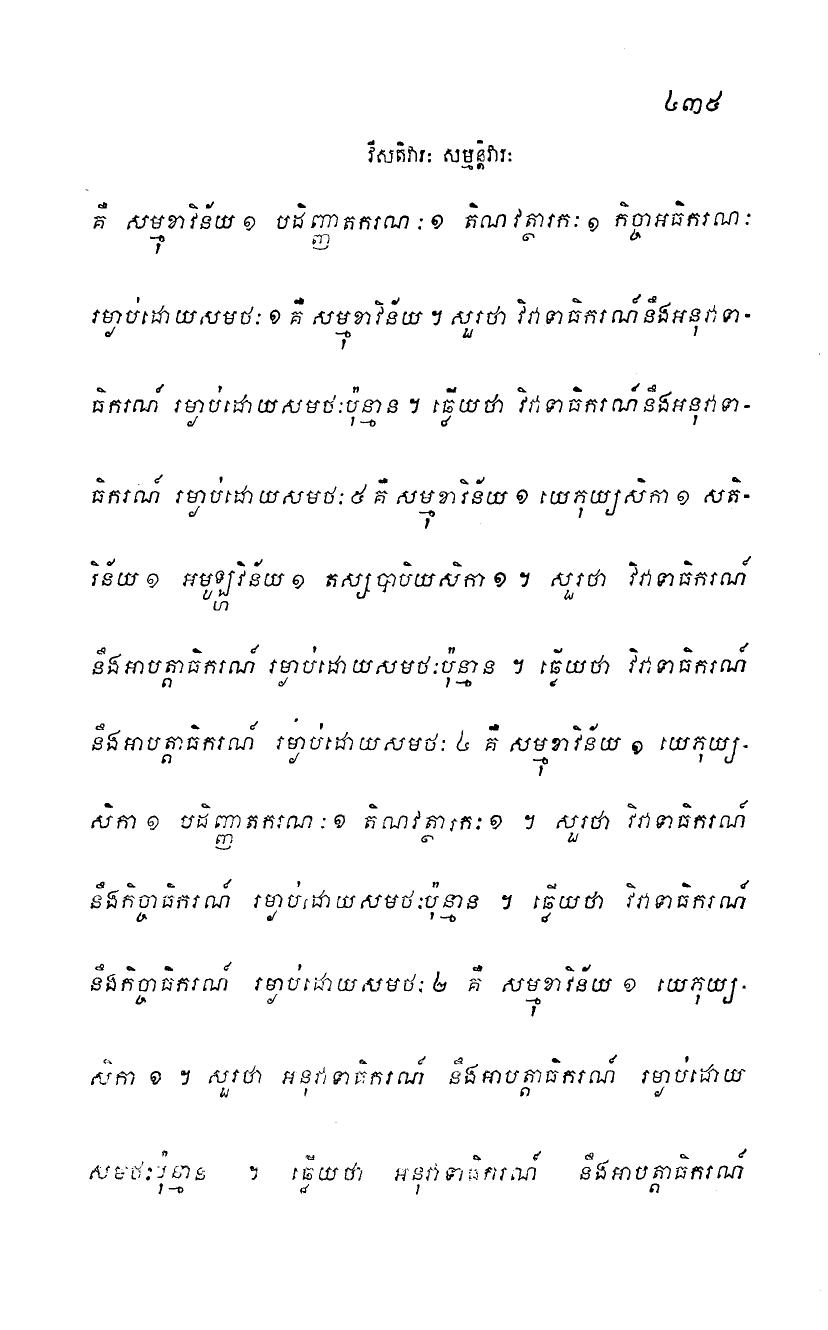 ៤៣៩
វីសតិវារៈ សម្មន្តិវារៈ
គឺ សម្មុខាវិន័យ ១ បដិញ្ញាតករណៈ ១ តិណវត្ថារកៈ ១ កិច្ចាអធិករណៈ
រម្ងាប់ដោយសមថៈ ១ គឺ សម្មុខាវិន័យ ។ សួរថា វិវាទាធិករណ៍នឹងអនុវាទា-
ធិករណ៍ រម្ងាប់ដោយសមថៈប៉ុន្មាន ។ ឆ្លើយថា វិវាទាធិករណ៍នឹងអនុវាទា-
ធិករណ៍ រម្ងាប់ដោយសមថៈ ៥ គឺ សម្មុខាវិន័យ ១ យេភុយ្យសិកា ១ សតិ-
វិន័យ ១ អមូឡ្ហវិន័យ ១ តស្សបាបិយសិកា ១ ។ សួរថា វិវាទាធិករណ៍
នឹងអាបត្តាធិករណ៍ រម្ងាប់ដោយសមថៈប៉ុន្មាន ។ ឆ្លើយថា វិវាទាធិករណ៍
នឹងអាបត្តាធិករណ៍ រម្ងាប់ដោយសមថៈ ៤ គឺ សម្មុខាវិន័យ ១ យេភុយ្យ-
សិកា ១ បដិញ្ញាតករណៈ ១ តិណវត្ថារកៈ ១ ។ សួរថា វិវាទាធិករណ៍
នឹងកិច្ចាធិករណ៍ រម្ងាប់ដោយសមថៈប៉ុន្មាន ។ ឆ្លើយថា វិវាទាធិករណ៍
នឹងកិច្ចាធិករណ៍ រម្ងាប់ដោយសមថៈ ២ គឺ សម្មុខាវិន័យ ១ យេភុយ្យ-
សិកា ១ ។ សួរថា អនុវាទាធិករណ៍ នឹងអាបត្តាធិករណ៍ រម្ងាប់ដោយ
សមថៈប៉ុន្មាន ។ ឆ្លើយថា អនុវាទាធិករណ៍ នឹងអាបត្តាធិករណ៍